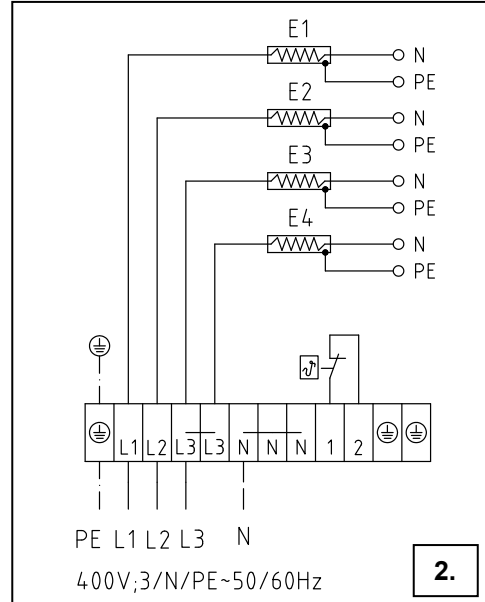 E1
N
PE
E2
N
PE
E3
N
PE
E4
N
PE
ϑ
L1 L2 L3 L3 N N N 1 2
PE L1 L2 L3 N
400V;3/N/PE~50/60Hz
2.